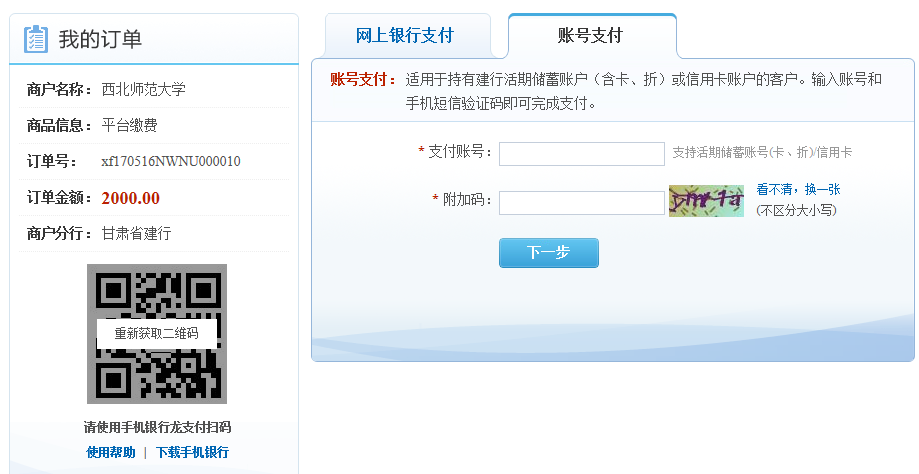 我的订单
商户名称： 西北师范大学
商品信息： 平台缴费
订单号： xf170516NWNU000010
订单金额： 2000.00
商户分行： 甘肃省建行
重新获取二维码
请使用手机银行龙支付扫码
使用帮助 | 下载手机银行
网上银行支付 账号支付
账号支付： 适用于持有建行活期储蓄账户（含卡、折）或信用卡账户的客户。输入账号和
手机短信验证码即可完成支付。
* 支付账号： 支持活期储蓄账号(卡、折)/信用卡
* 附加码： 看不清，换一张
(不区分大小写)
下一步